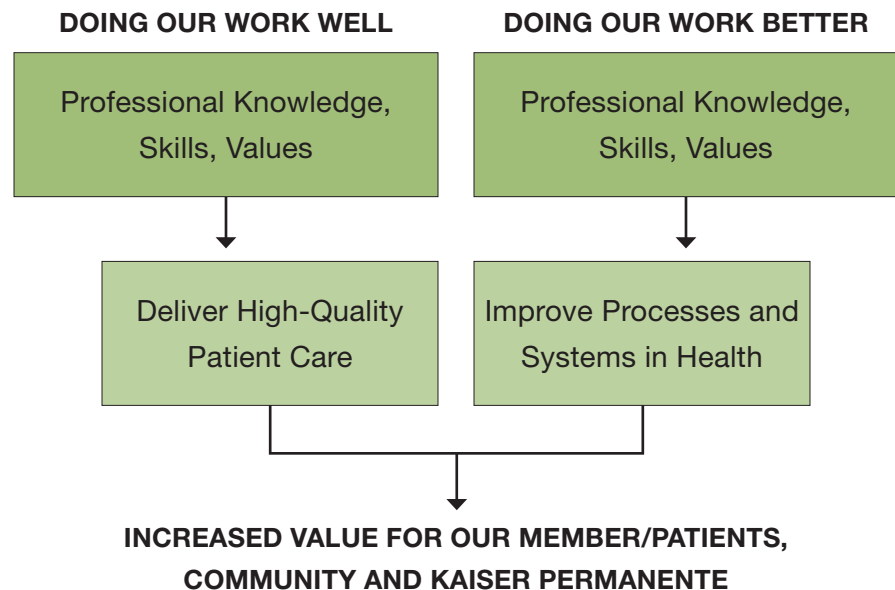 DOING OUR WORK WELL
Professional Knowledge,
Skills, Values
Deliver High-Quality
Patient Care
DOING OUR WORK BETTER
Professional Knowledge,
Skills, Values
Improve Processes and
Systems in Health
INCREASED VALUE FOR OUR MEMBER/PATIENTS,
COMMUNITY AND KAISER PERMANENTE